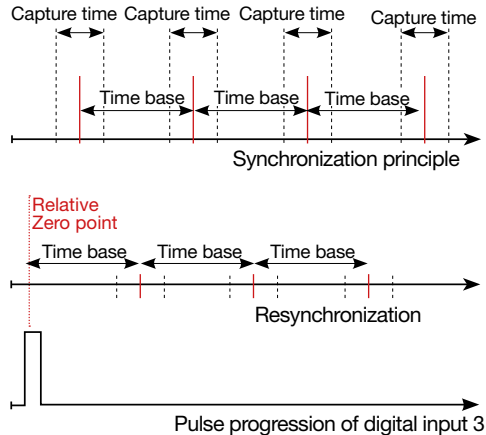 Capture time Capture time Capture time Capture time
Time base Time base Time base
Synchronization principle
Relative
Zero point
Time base Time base Time base
Resynchronization
Pulse progression of digital input 3